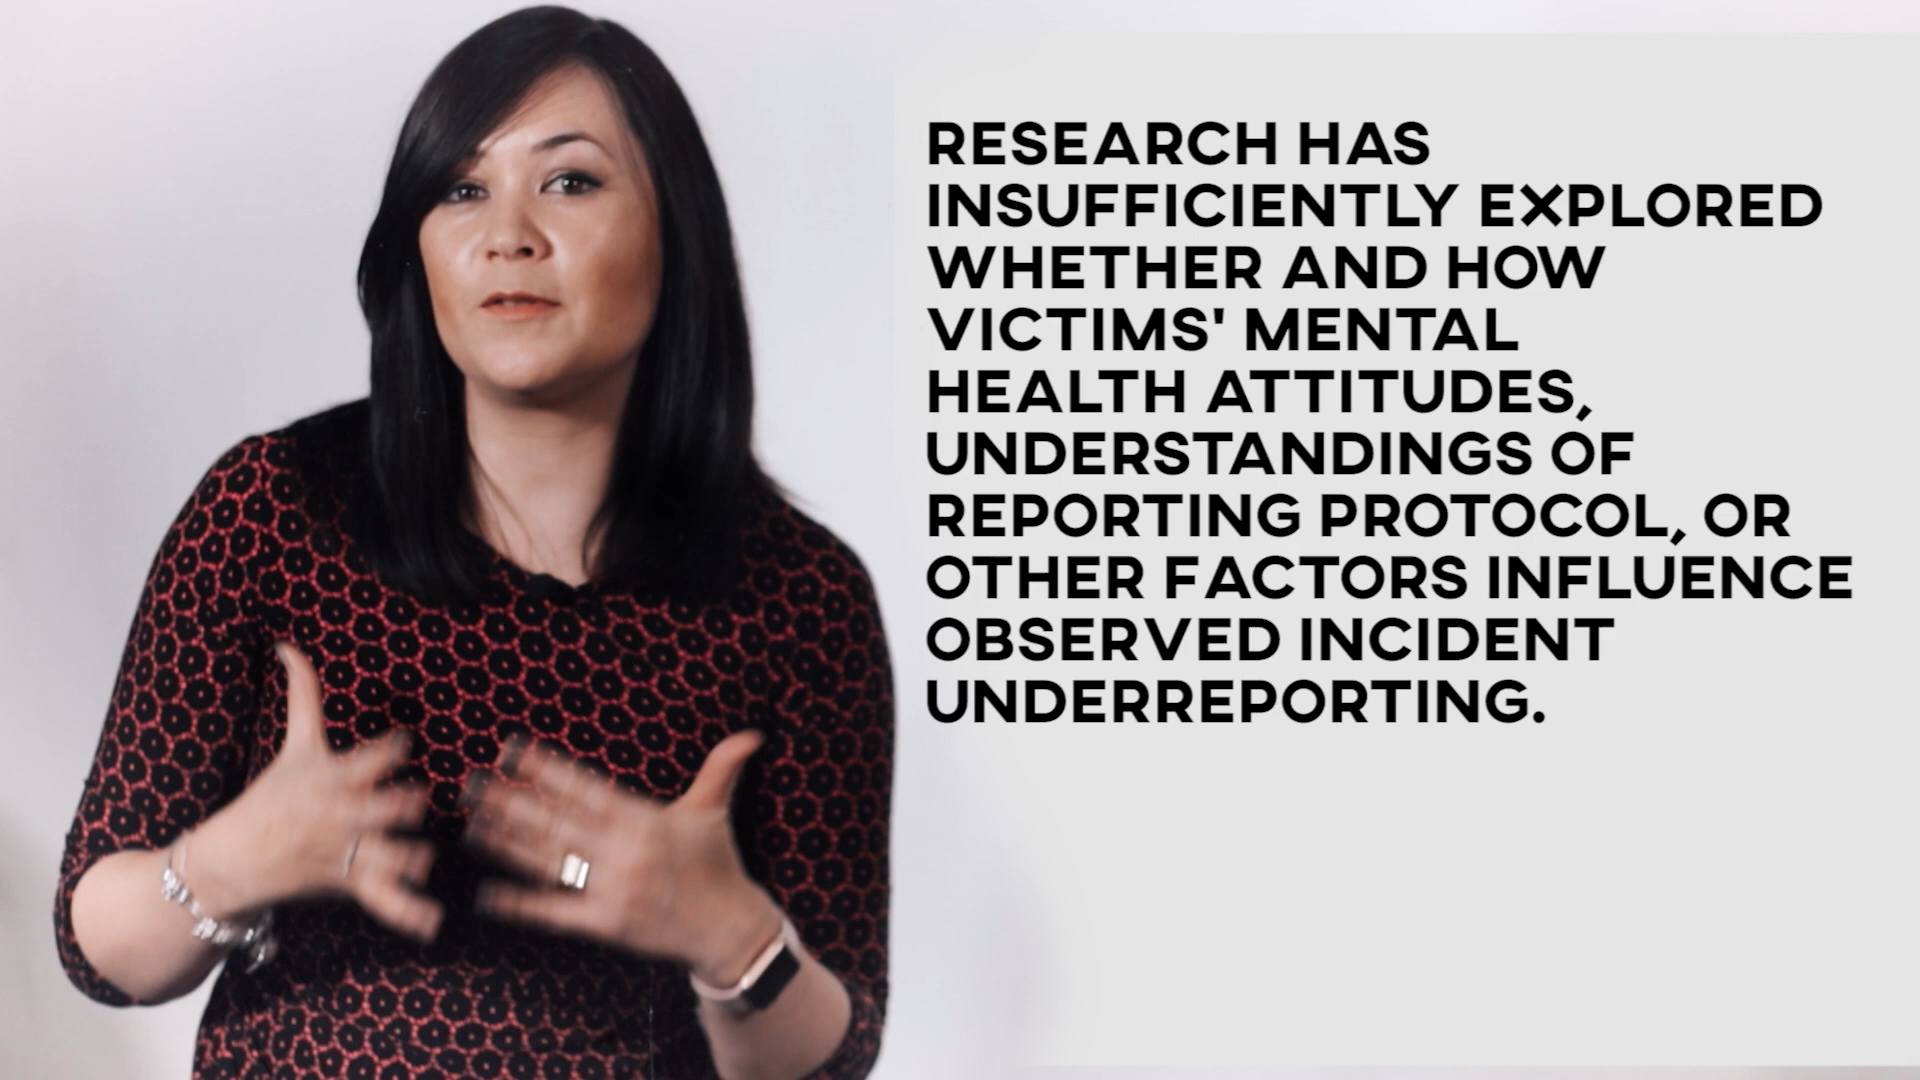 RESEARCH HAS
INSUFFICIENTLY EXPLORED
WHETHER AND HOW
VICTIMS' MENTAL
HEALTH ATTITUDES,
UNDERSTANDINGS OF
REPORTING PROTOCOL, OR
OTHER FACTORS INFLUENCE
OBSERVED INCIDENT
UNDERREPORTING.